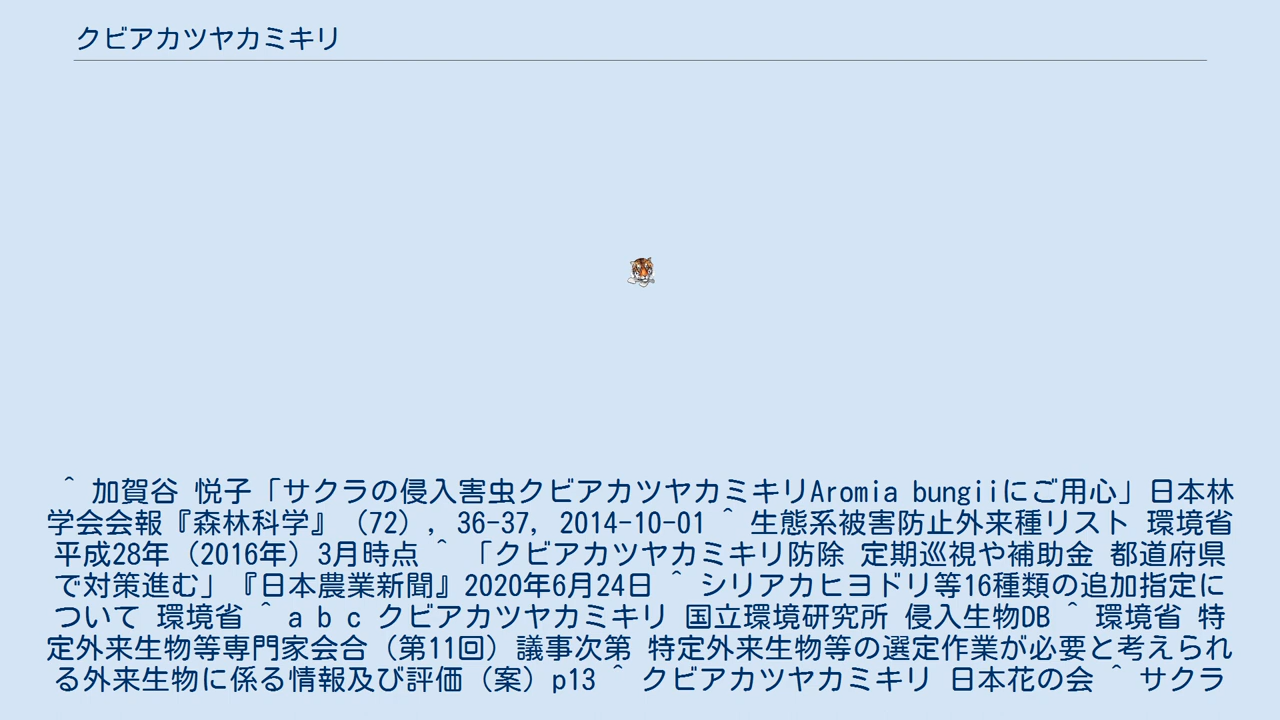 クビアカツヤカミキリ
^ 加賀谷 悦子「サクラの侵入害虫クビアカツヤカミキリAromia bungiiにご用心」日本林
学会会報『森林科学』（72）, 36-37, 2014-10-01 ^ 生態系被害防止外来種リスト 環境省
平成28年（2016年）3月時点 ^ 「クビアカツヤカミキリ防除 定期巡視や補助金 都道府県
で対策進む」『日本農業新聞』2020年6月24日 ^ シリアカヒヨドリ等16種類の追加指定に
ついて 環境省 ^ a b c クビアカツヤカミキリ 国立環境研究所 侵入生物DB ^ 環境省 特
定外来生物等専門家会合（第11回）議事次第 特定外来生物等の選定作業が必要と考えられ
る外来生物に係る情報及び評価（案）p13 ^ クビアカツヤカミキリ 日本花の会 ^ サクラ